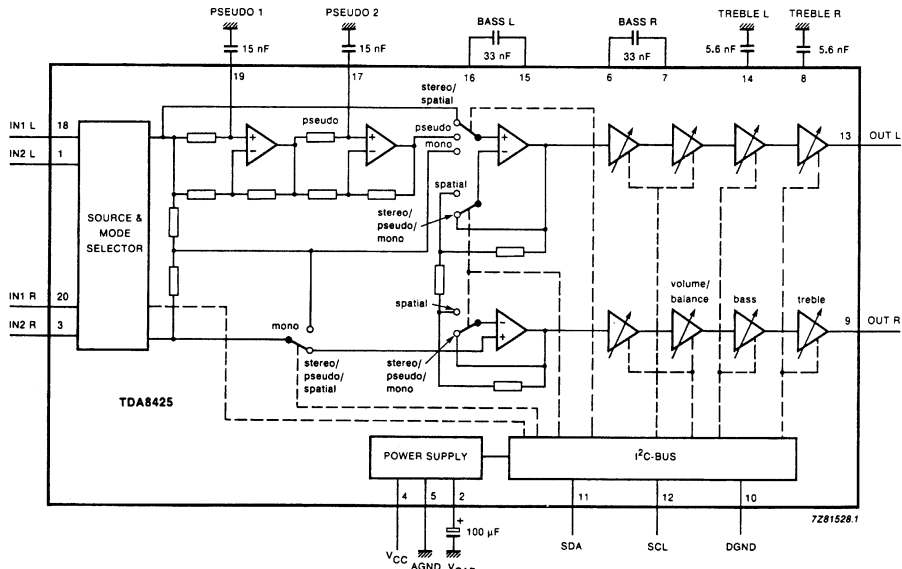 PSEUDO 1 PSEUDO 2 BASS L BASS R TREBLE L TREBLE R
15 nF 15 nF 33 nF 33 nF 5.6 nF 5.6 nF
19 17 16 15 6 7 14 8
stereo/
spatial
IN1 L 18
pseudo
pseudo
mono
13 OUT L
IN2 L 1
SOURCE &
MODE
SELECTOR
spatial
stereo/
pseudo/
mono
IN1 R 20
IN2 R 3
mono
spatial
volume/
balance
bass
treble
9 OUT R
stereo/
pseudo/
spatial
stereo/
pseudo/
mono
TDA8425
POWER SUPPLY
I²C-BUS
4 5 2 11 12 10
7Z81528.1
+
100 µF
VCC
AGND
SDA SCL DGND